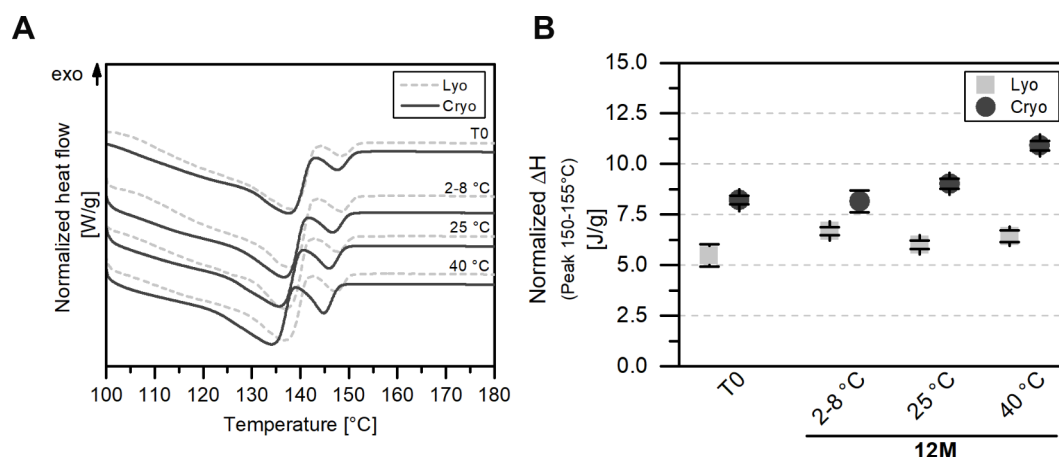 A
exo
Lyo
Cryo
T0
2-8 °C
25 °C
40 °C
Normalized heat flow
[W/g]
100 110 120 130 140 150 160 170 180
Temperature [°C]
B
15.0
12.5
10.0
7.5
5.0
2.5
0.0
Normalized ΔH
(Peak 150-155°C)
[J/g]
Lyo
Cryo
T0
2-8 °C
25 °C
40 °C
12M